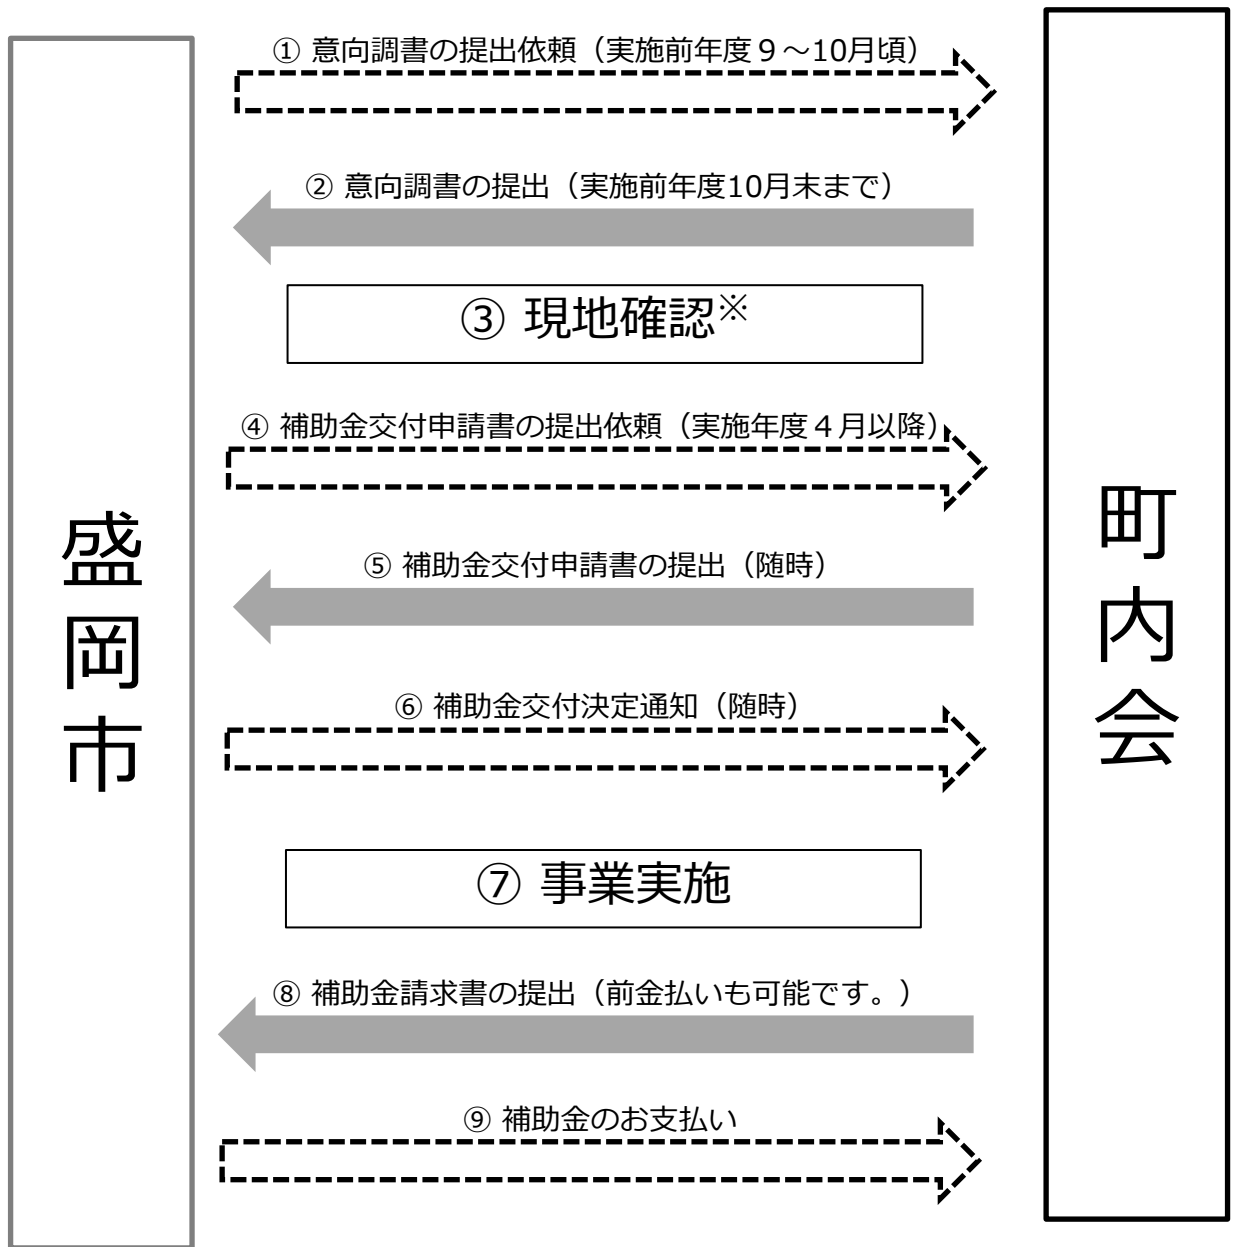 ① 意向調書の提出依頼（実施前年度９～10月頃）
② 意向調書の提出（実施前年度10月末まで）
③ 現地確認※
④ 補助金交付申請書の提出依頼（実施年度４月以降）
⑤ 補助金交付申請書の提出（随時）
⑥ 補助金交付決定通知（随時）
⑦ 事業実施
⑧ 補助金請求書の提出（前金払いも可能です。）
⑨ 補助金のお支払い
盛岡市
町内会